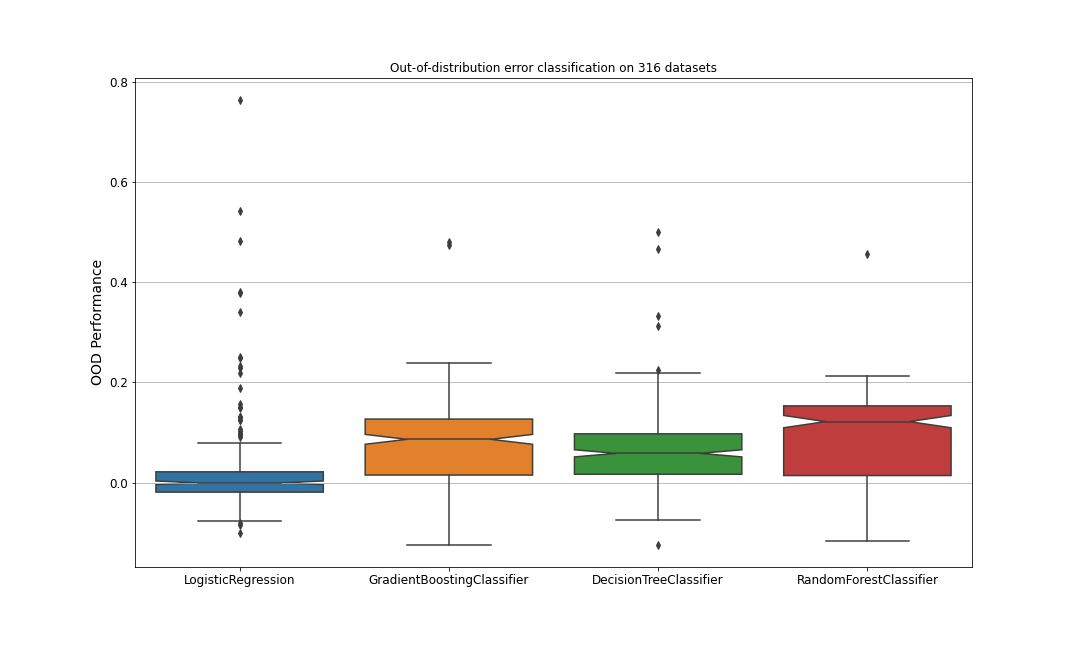 Out-of-distribution error classification on 316 datasets
OOD Performance
0.8
0.6
0.4
0.2
0.0
LogisticRegression
GradientBoostingClassifier
DecisionTreeClassifier
RandomForestClassifier